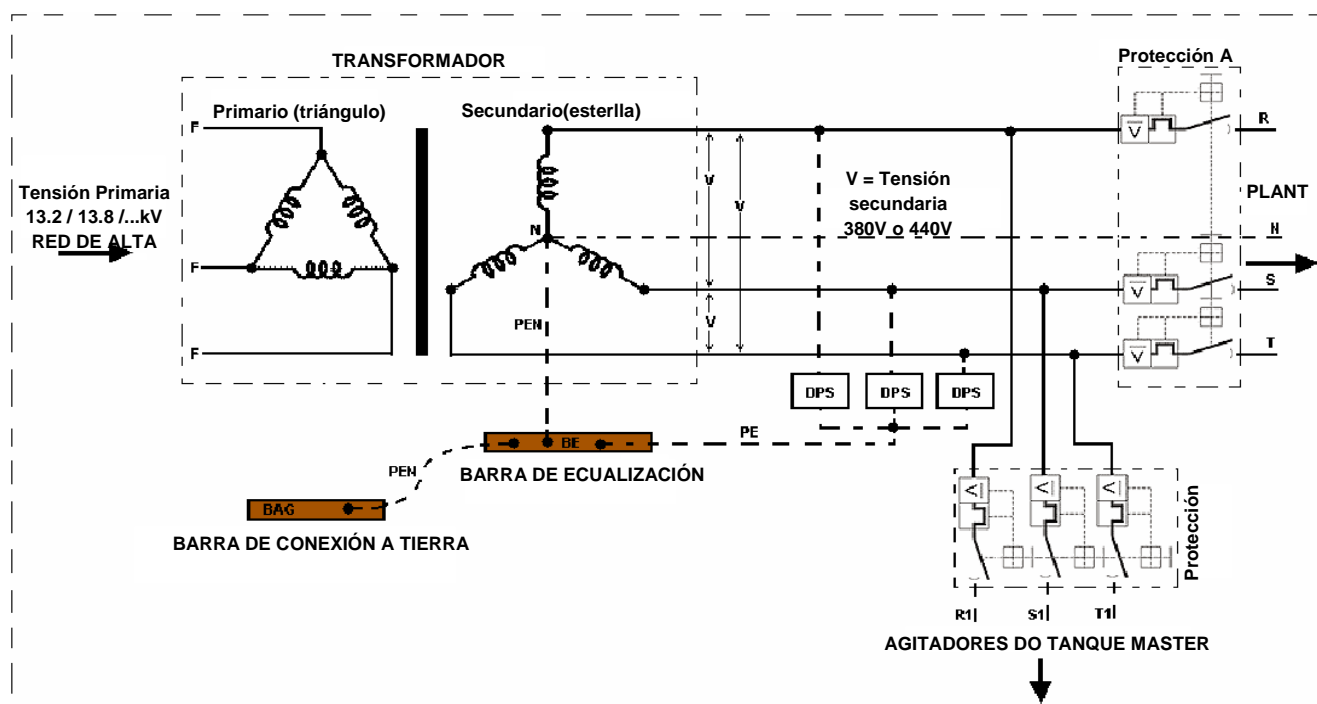 TRANSFORMADOR
Protección A
Primario (triángulo)
Secundario(esterlla)
F
R
Tensión Primaria
13.2 / 13.8 /...kV
RED DE ALTA
V
V
V = Tensión
secundaria
380V o 440V
PLANT
N
N
F
S
PEN
V
F
T
DPS
DPS
DPS
BE
PE
PEN
BARRA DE ECUALIZACIÓN
BAG
BARRA DE CONEXIÓN A TIERRA
Protección
R1
S1
T1
AGITADORES DO TANQUE MASTER